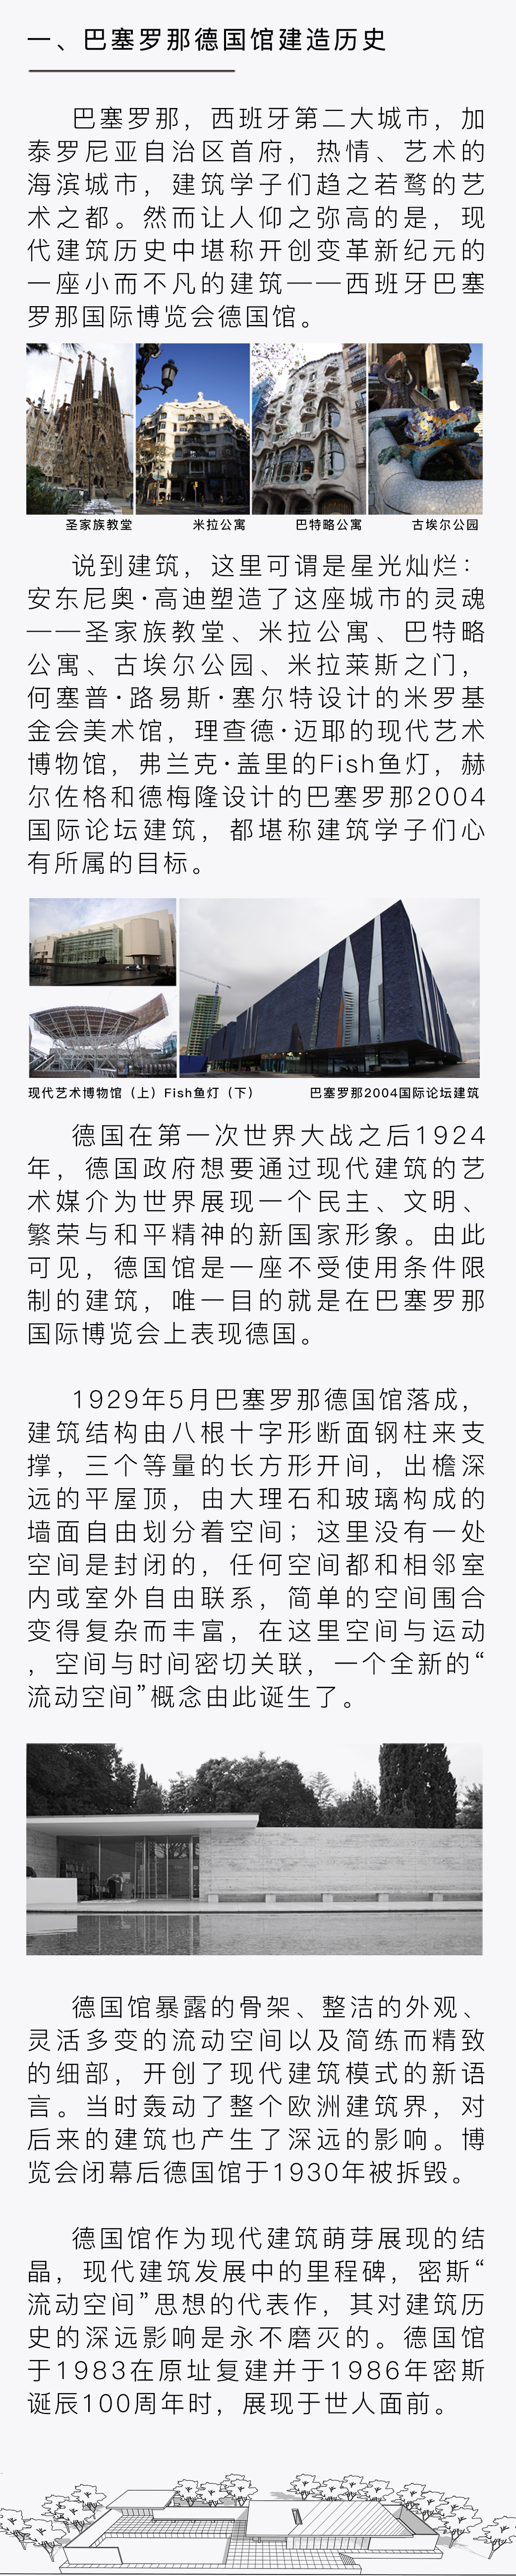 一、巴塞罗那德国馆建造历史
巴塞罗那，西班牙第二大城市，加
泰罗尼亚自治区首府，热情、艺术的
海滨城市，建筑学子们趋之若鹜的艺
术之都。然而让人仰之弥高的是，现
代建筑历史中堪称开创变革新纪元的
一座小而不凡的建筑——西班牙巴塞
罗那国际博览会德国馆。
圣家族教堂 米拉公寓 巴特略公寓 古埃尔公园
说到建筑，这里可谓是星光灿烂：
安东尼奥·高迪塑造了这座城市的灵魂
——圣家族教堂、米拉公寓、巴特略
公寓、古埃尔公园、米拉莱斯之门，
何塞普·路易斯·塞尔特设计的米罗基
金会美术馆，理查德·迈耶的现代艺术
博物馆，弗兰克·盖里的Fish鱼灯，赫
尔佐格和德梅隆设计的巴塞罗那2004
国际论坛建筑，都堪称建筑学子们心
有所属的目标。
现代艺术博物馆（上）Fish鱼灯（下） 巴塞罗那2004国际论坛建筑
德国在第一次世界大战之后1924
年，德国政府想要通过现代建筑的艺
术媒介为世界展现一个民主、文明、
繁荣与和平精神的新国家形象。由此
可见，德国馆是一座不受使用条件限
制的建筑，唯一目的就是在巴塞罗那
国际博览会上表现德国。
1929年5月巴塞罗那德国馆落成，
建筑结构由八根十字形断面钢柱来支
撑，三个等量的长方形开间，出檐深
远的平屋顶，由大理石和玻璃构成的
墙面自由划分着空间；这里没有一处
空间是封闭的，任何空间都和相邻室
内或室外自由联系，简单的空间围合
变得复杂而丰富，在这里空间与运动
，空间与时间密切关联，一个全新的“
流动空间”概念由此诞生了。
德国馆暴露的骨架、整洁的外观、
灵活多变的流动空间以及简练而精致
的细部，开创了现代建筑模式的新语
言。当时轰动了整个欧洲建筑界，对
后来的建筑也产生了深远的影响。博
览会闭幕后德国馆于1930年被拆毁。
德国馆作为现代建筑萌芽展现的结
晶，现代建筑发展中的里程碑，密斯“
流动空间”思想的代表作，其对建筑历
史的深远影响是永不磨灭的。德国馆
于1983在原址复建并于1986年密斯
诞辰100周年时，展现于世人面前。